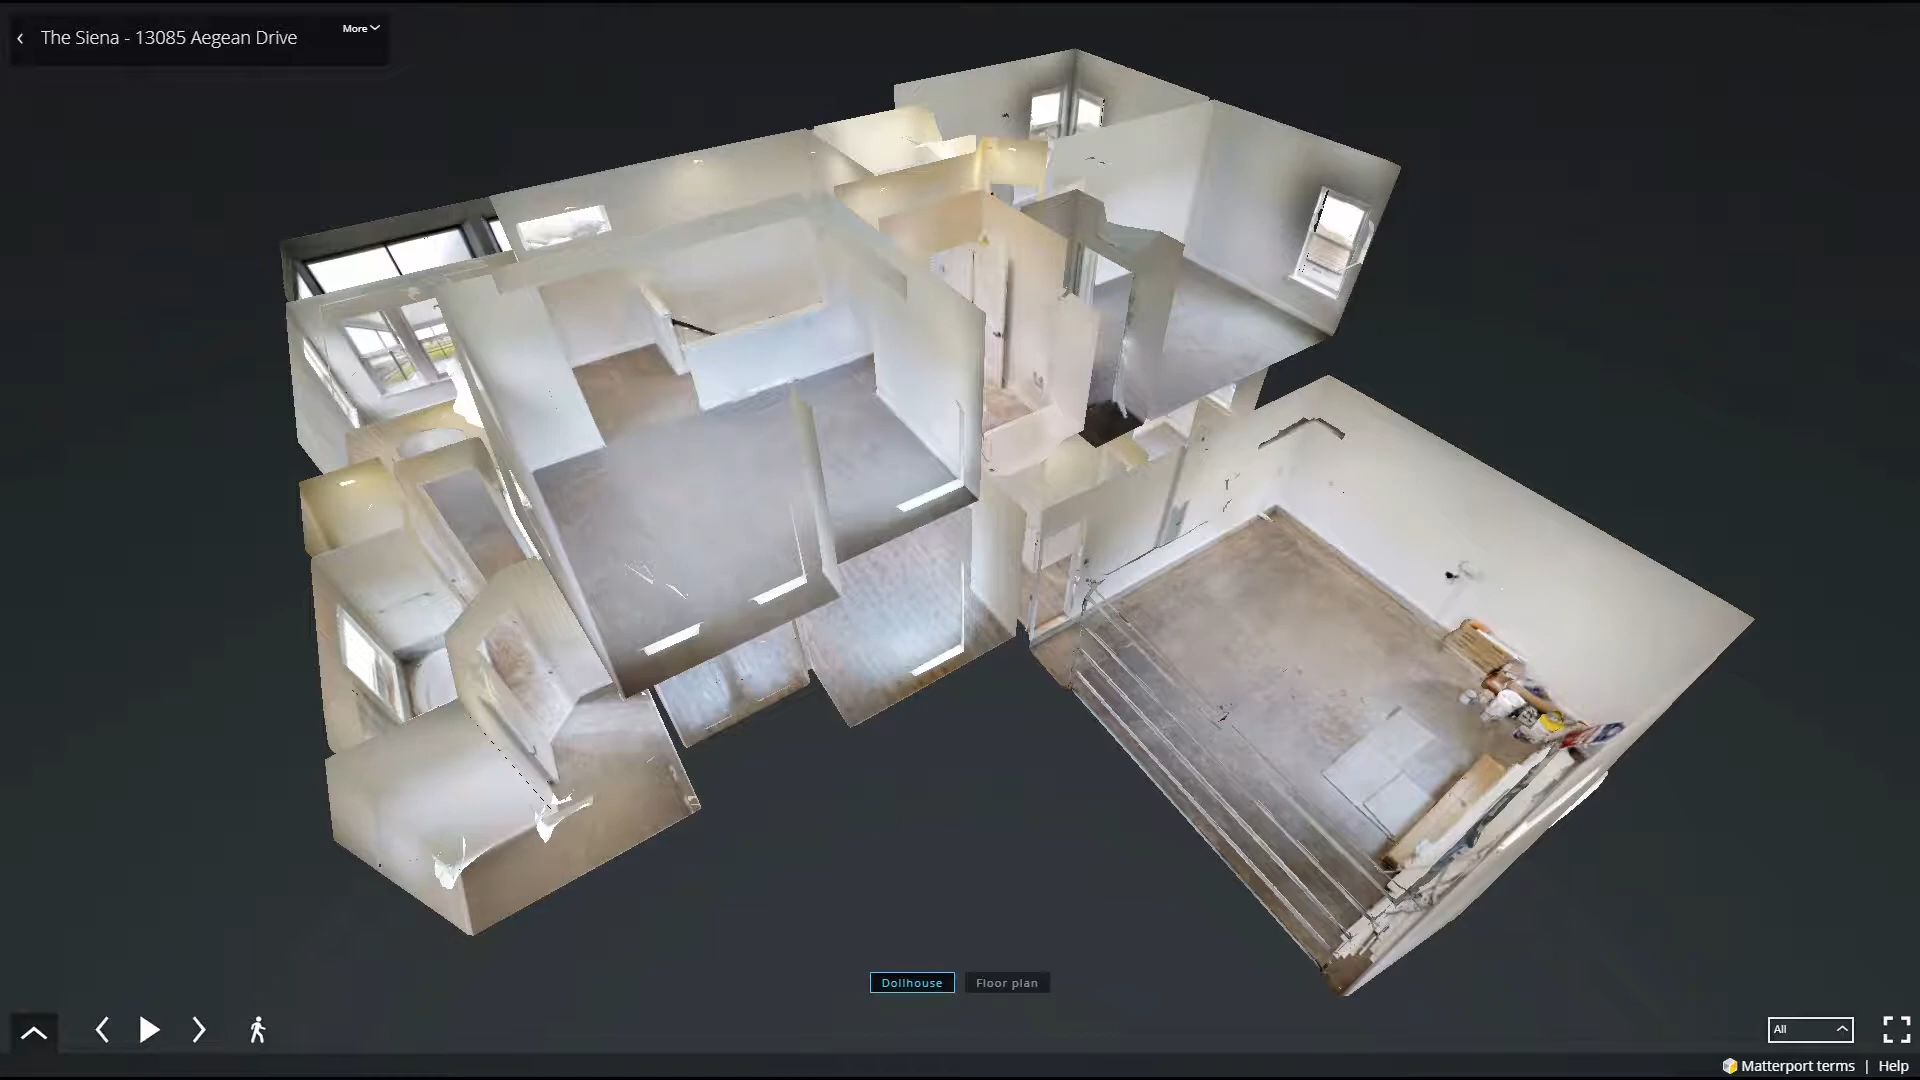 The Siena - 13085 Aegean Drive
More
Dollhouse
Floor plan
All
Matterport terms | Help